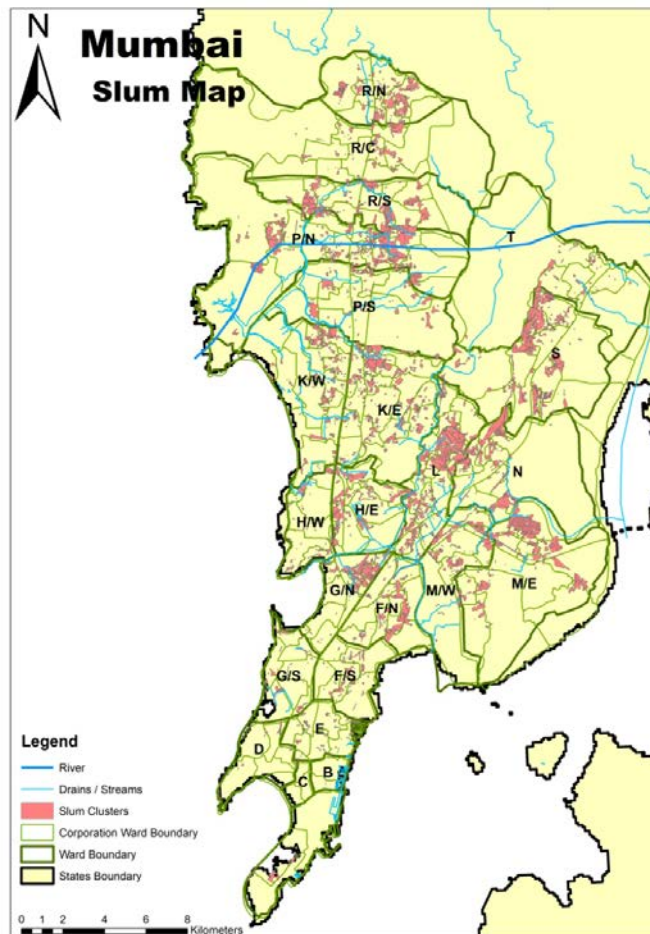 N
Mumbai
Slum Map
R/N
R/C
R/S
P/N
T
P/S
S
K/W
K/E
L
N
H/W
H/E
G/N
F/N
M/W
M/E
G/S
F/S
E
D
C
B
A
Legend
River
Drains / Streams
Slum Clusters
Corporation Ward Boundary
Ward Boundary
States Boundary
0 1 2 4 6 8
Kilometers